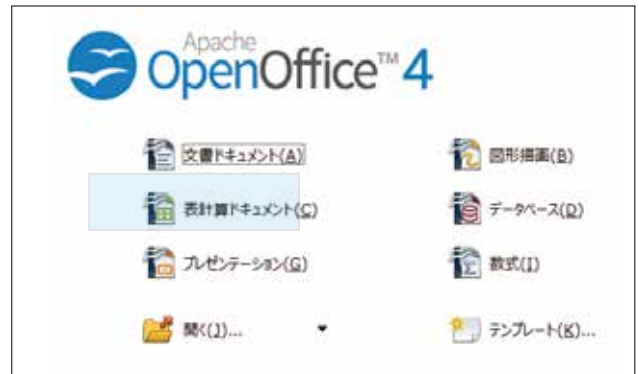 Apache
OpenOffice™ 4
文書ドキュメント(A)
図形描画(B)
表計算ドキュメント(C)
データベース(D)
プレゼンテーション(G)
数式(I)
開く(J)...
テンプレート(K)...